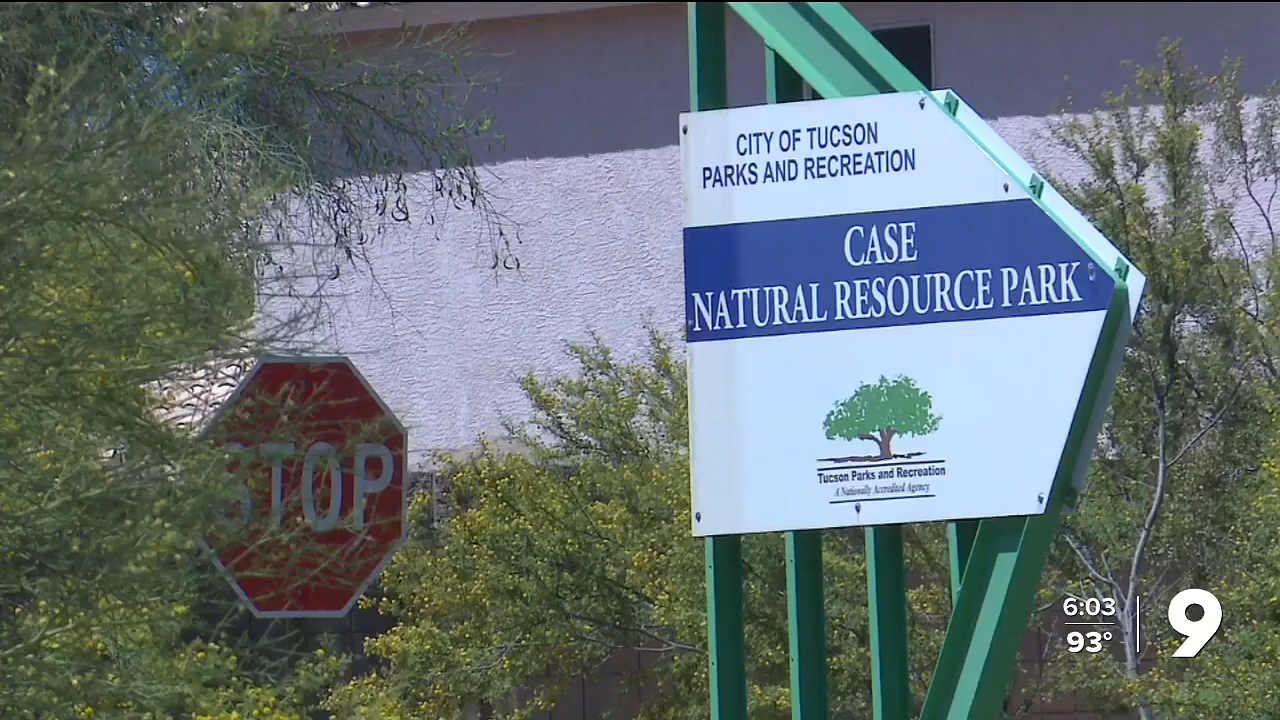 CITY OF TUCSON
PARKS AND RECREATION
CASE
NATURAL RESOURCE PARK
Tucson Parks and Recreation
A Nationally Accredited Agency
STOP
6:03
93°
9